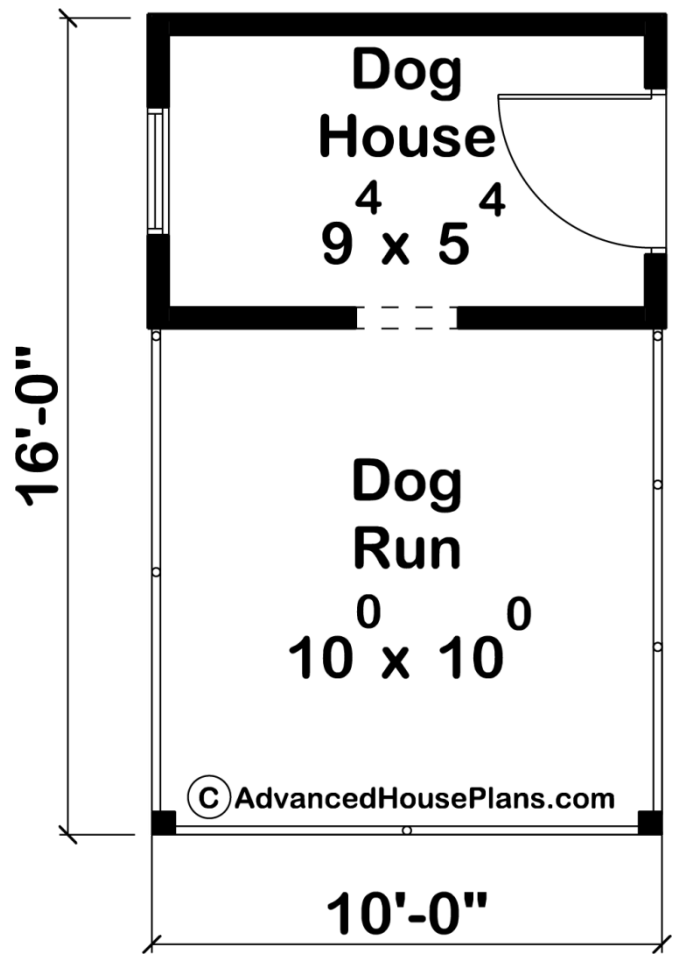 Dog
House
9⁴ x 5⁴
16'-0"
Dog
Run
10⁰ x 10⁰
© AdvancedHousePlans.com
10'-0"